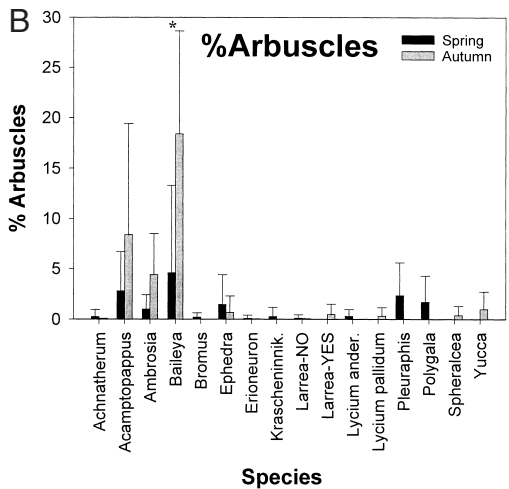 B
%Arbuscles
*
Spring
Autumn
% Arbuscles
30
25
20
15
10
5
0
Achnatherum
Acamptopappus
Ambrosia
Baileya
Bromus
Ephedra
Erioneuron
Krascheninnik.
Larrea-NO
Larrea-YES
Lycium ander.
Lycium pallidum
Pleuraphis
Polygala
Spheralcea
Yucca
Species